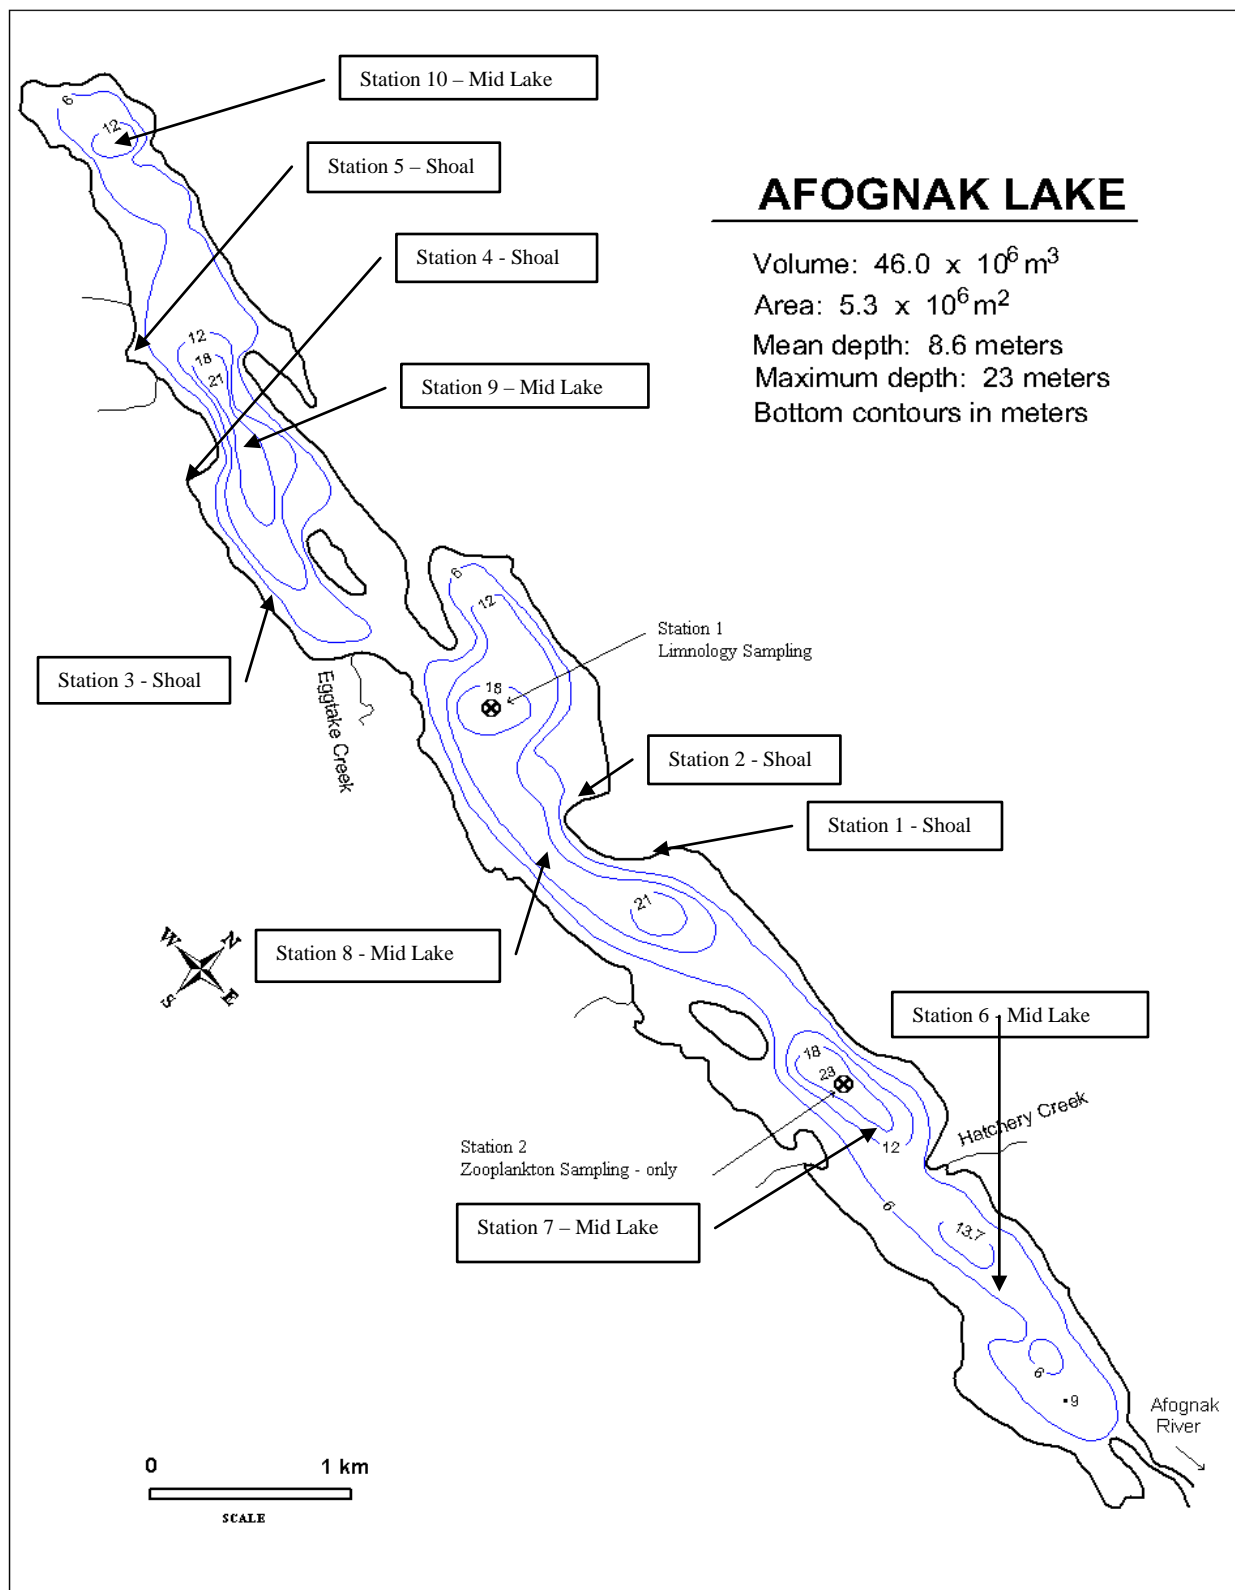 Station 10 – Mid Lake
6
12
Station 5 – Shoal
AFOGNAK LAKE
Station 4 - Shoal
Volume: 46.0 x 10⁶ m³
Area: 5.3 x 10⁶ m²
Mean depth: 8.6 meters
Maximum depth: 23 meters
Bottom contours in meters
12
18
21
Station 9 – Mid Lake
6
12
Station 1
Limnology Sampling
Station 3 - Shoal
Eggtake Creek
18
Station 2 - Shoal
Station 1 - Shoal
21
W N
S E
Station 8 - Mid Lake
Station 6 - Mid Lake
18
23
Hatchery Creek
Station 2
Zooplankton Sampling - only
12
6
Station 7 – Mid Lake
13.7
6
9
Afognak
River
0 1 km
SCALE